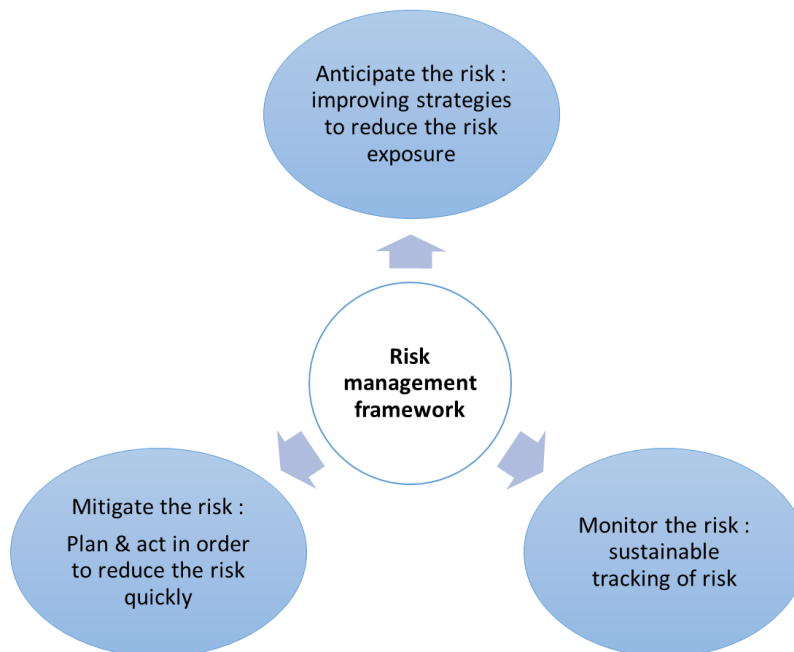 Anticipate the risk :
improving strategies
to reduce the risk
exposure
Risk
management
framework
Mitigate the risk :
Plan & act in order
to reduce the risk
quickly
Monitor the risk :
sustainable
tracking of risk